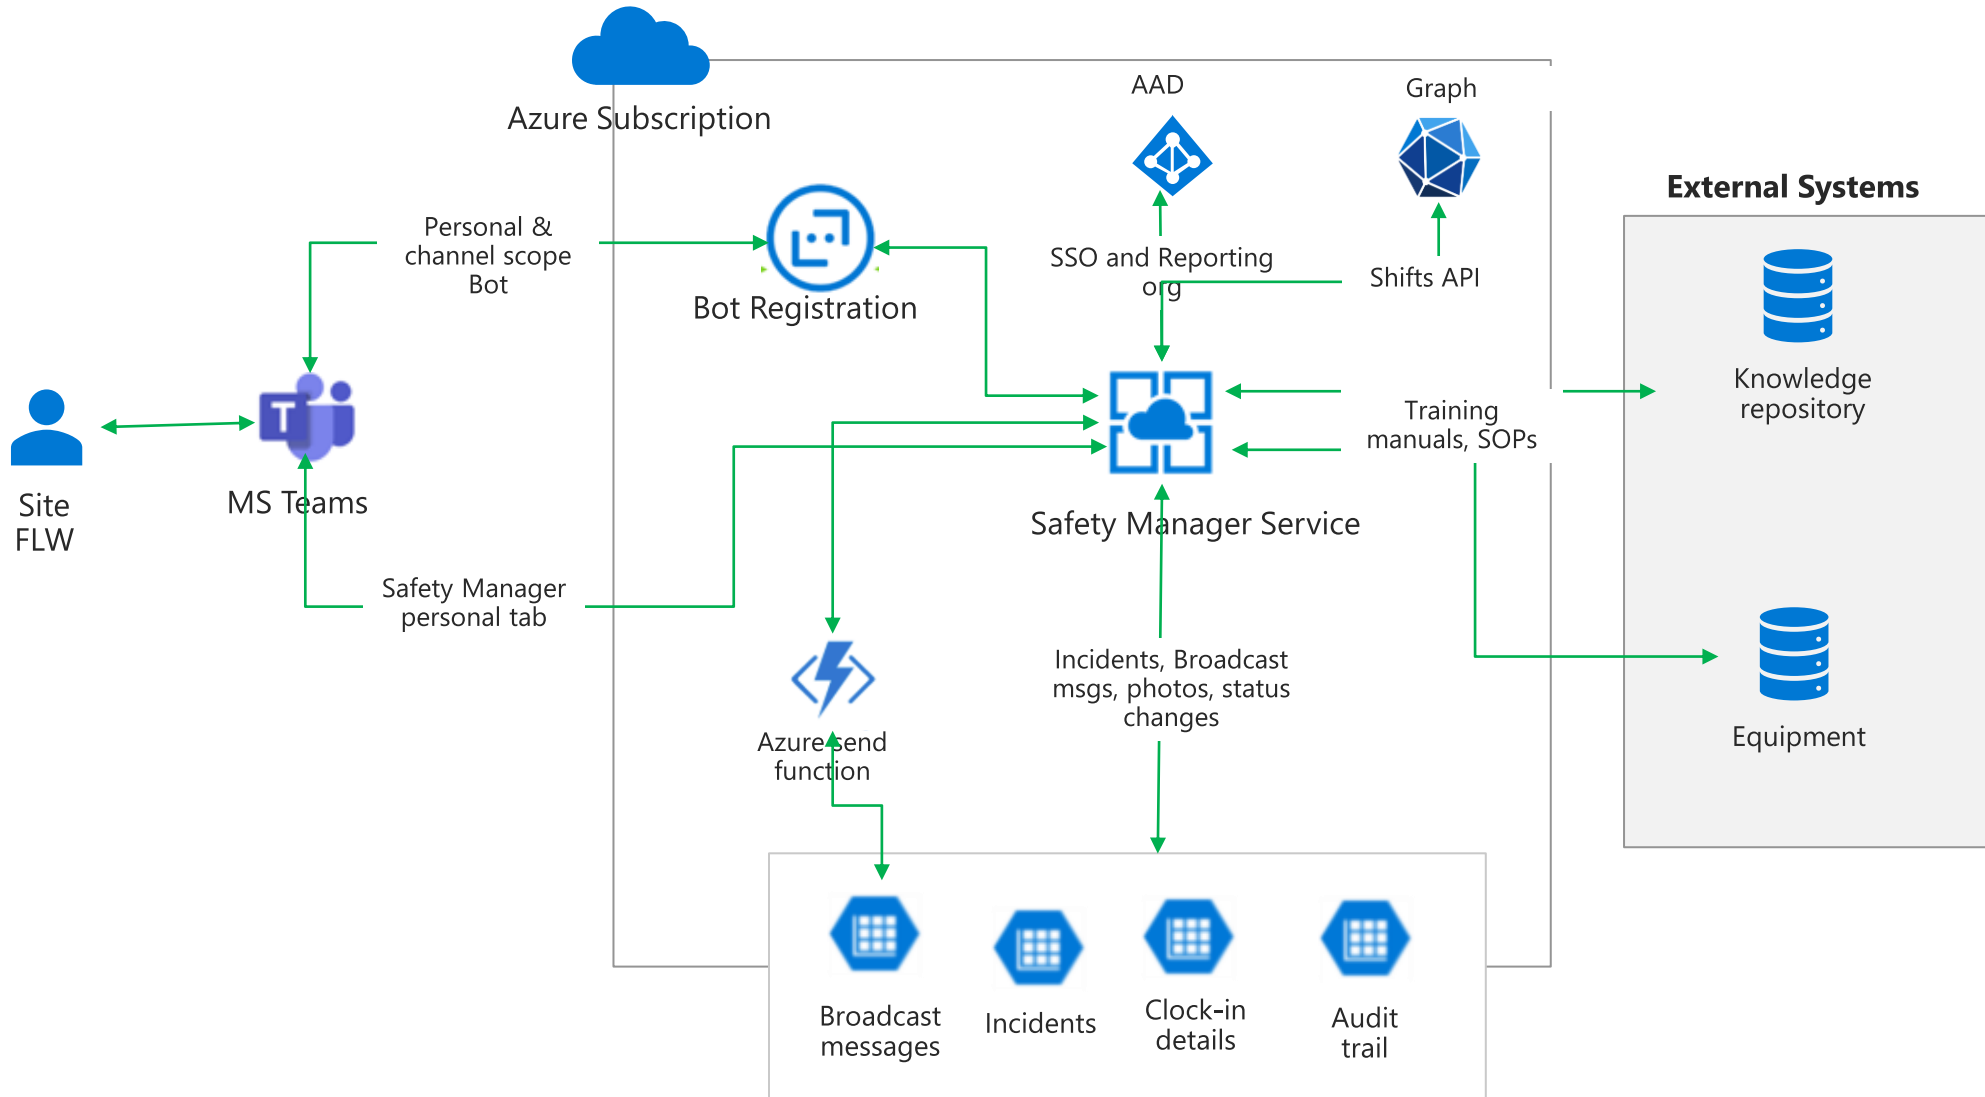 Azure Subscription
AAD
Graph
External Systems
Personal &
channel scope
Bot
Bot Registration
SSO and Reporting
org
Shifts API
Knowledge
repository
Training
manuals, SOPs
T
MS Teams
Site
FLW
Safety Manager Service
Safety Manager
personal tab
Incidents, Broadcast
msgs, photos, status
changes
Azure send
function
Equipment
Broadcast
messages
Incidents
Clock-in
details
Audit
trail